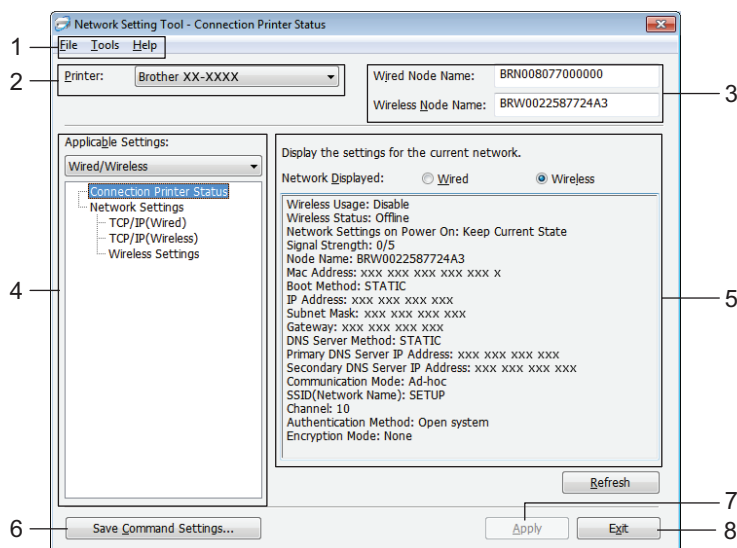 Network Setting Tool - Connection Printer Status
1
File Tools Help
2
Printer: Brother XX-XXXX
Wired Node Name: BRN008077000000
Wireless Node Name: BRW0022587724A3
3
Applicable Settings:
Wired/Wireless
Connection Printer Status
Network Settings
TCP/IP(Wired)
TCP/IP(Wireless)
Wireless Settings
4
Display the settings for the current network.
Network Displayed: Wired Wireless
Wireless Usage: Disable
Wireless Status: Offline
Network Settings on Power On: Keep Current State
Signal Strength: 0/5
Node Name: BRW0022587724A3
Mac Address: xxx xxx xxx xxx xxx x
Boot Method: STATIC
IP Address: xxx xxx xxx xxx
Subnet Mask: xxx xxx xxx xxx
Gateway: xxx xxx xxx xxx
DNS Server Method: STATIC
Primary DNS Server IP Address: xxx xxx xxx xxx
Secondary DNS Server IP Address: xxx xxx xxx xxx
Communication Mode: Ad-hoc
SSID(Network Name): SETUP
Channel: 10
Authentication Method: Open system
Encryption Mode: None
5
Refresh
6
Save Command Settings...
Apply
7
Exit
8